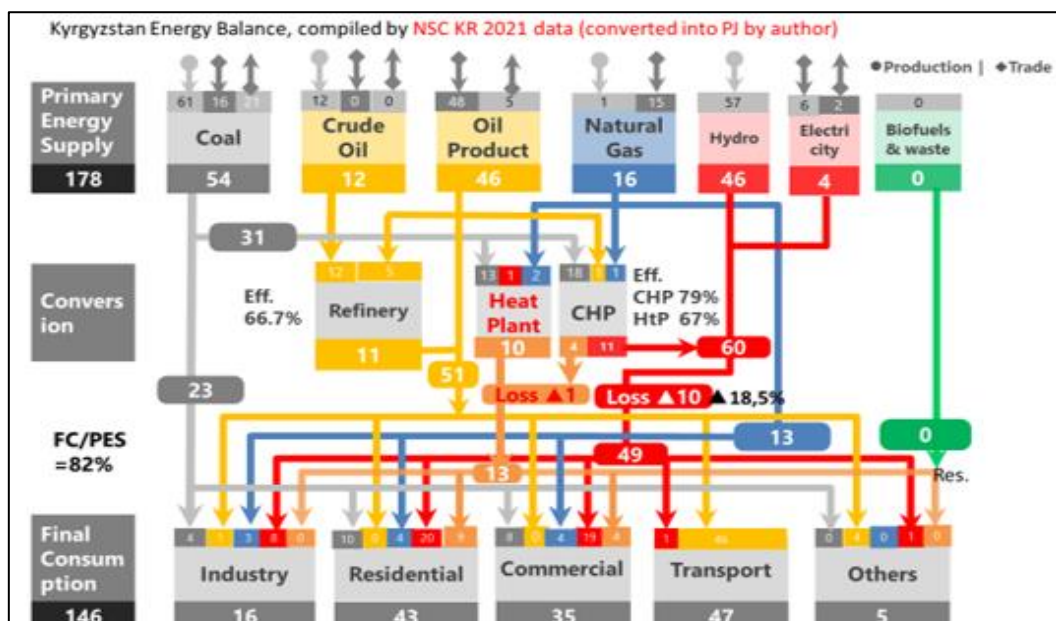 Kyrgyzstan Energy Balance, compiled by NSC KR 2021 data (converted into PJ by author)
●Production | ◆Trade
Primary
Energy
Supply
178
61 16 21
Coal
54
12 0 0
Crude
Oil
12
48 5
Oil
Product
46
1 15
Natural
Gas
16
57
Hydro
46
6 2
Electri
city
4
0
Biofuels
& waste
0
31
Convers
ion
Eff.
66.7%
12 5
Refinery
11
13 1 2
Heat
Plant
10
18 1
CHP
4 11
Eff.
CHP 79%
HtP 67%
60
51
23
Loss ▲1
Loss ▲10
▲18,5%
13
0
49
13
Res.
FC/PES
=82%
Final
Consum
ption
146
4 1 3 8 0
Industry
16
10 0 4 20 9
Residential
43
8 0 4 19 4
Commercial
35
1 46
Transport
47
0 4 0 1 0
Others
5